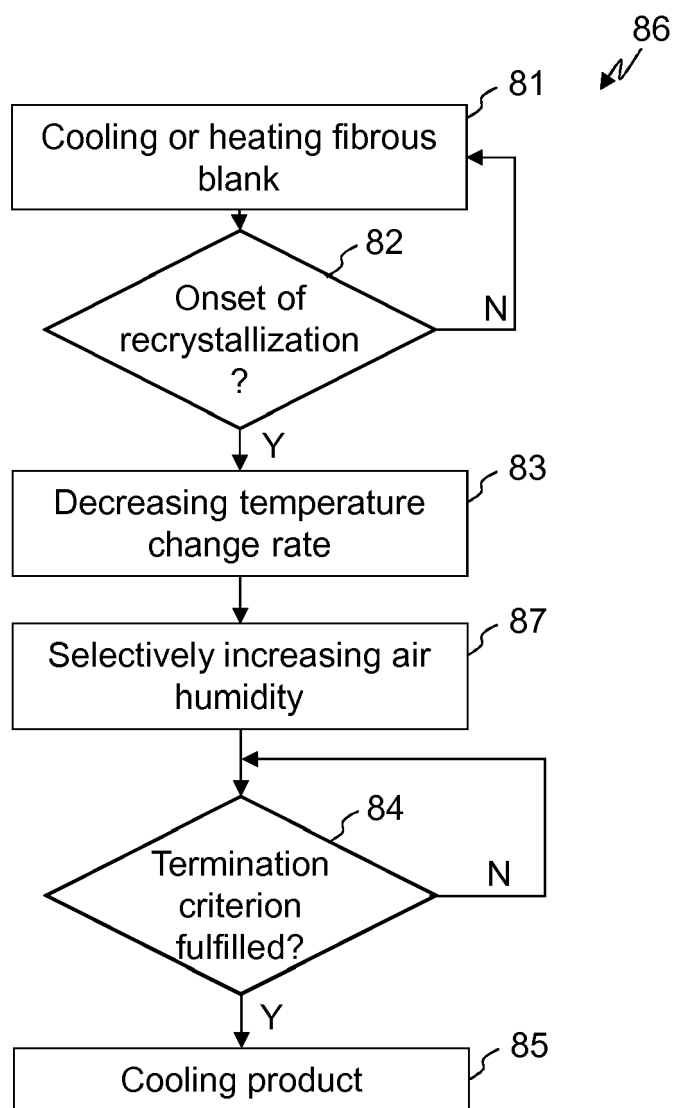 86
81
Cooling or heating fibrous
blank
82
Onset of
recrystallization
?
N
Y
83
Decreasing temperature
change rate
87
Selectively increasing air
humidity
84
Termination
criterion
fulfilled?
N
Y
85
Cooling product